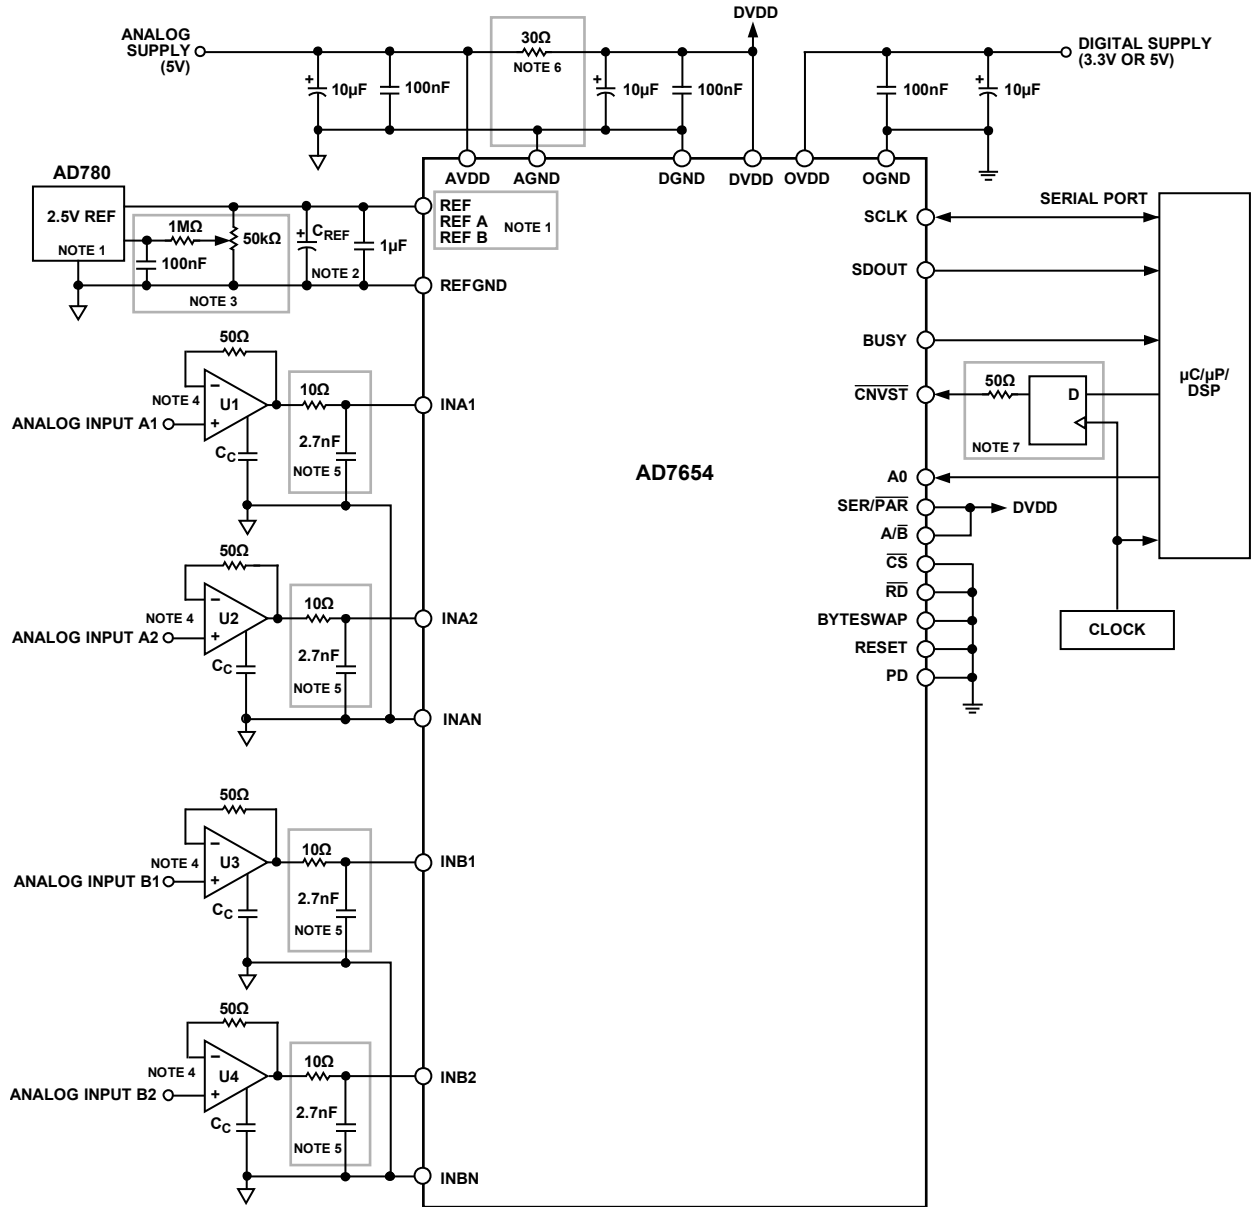 DVDD
ANALOG
SUPPLY
(5V)
30Ω
NOTE 6
DIGITAL SUPPLY
(3.3V OR 5V)
+
10µF
100nF
+
10µF
100nF
100nF
+
10µF
AD780
AVDD
AGND
DGND
DVDD
OVDD
OGND
2.5V REF
NOTE 1
1MΩ
50kΩ
100nF
NOTE 3
+
CREF
NOTE 2
1µF
REF
REF A
REF B
NOTE 1
REFGND
SCLK
SERIAL PORT
SDOUT
BUSY
CNVST
50Ω
D
NOTE 7
µC/µP/
DSP
50Ω
NOTE 4
–
U1
+
ANALOG INPUT A1
CC
10Ω
2.7nF
NOTE 5
INA1
AD7654
A0
SER/PAR
DVDD
A/B
CS
RD
BYTESWAP
RESET
PD
CLOCK
50Ω
NOTE 4
–
U2
+
ANALOG INPUT A2
CC
10Ω
2.7nF
NOTE 5
INA2
INAN
50Ω
NOTE 4
–
U3
+
ANALOG INPUT B1
CC
10Ω
2.7nF
NOTE 5
INB1
50Ω
NOTE 4
–
U4
+
ANALOG INPUT B2
CC
10Ω
2.7nF
NOTE 5
INB2
INBN